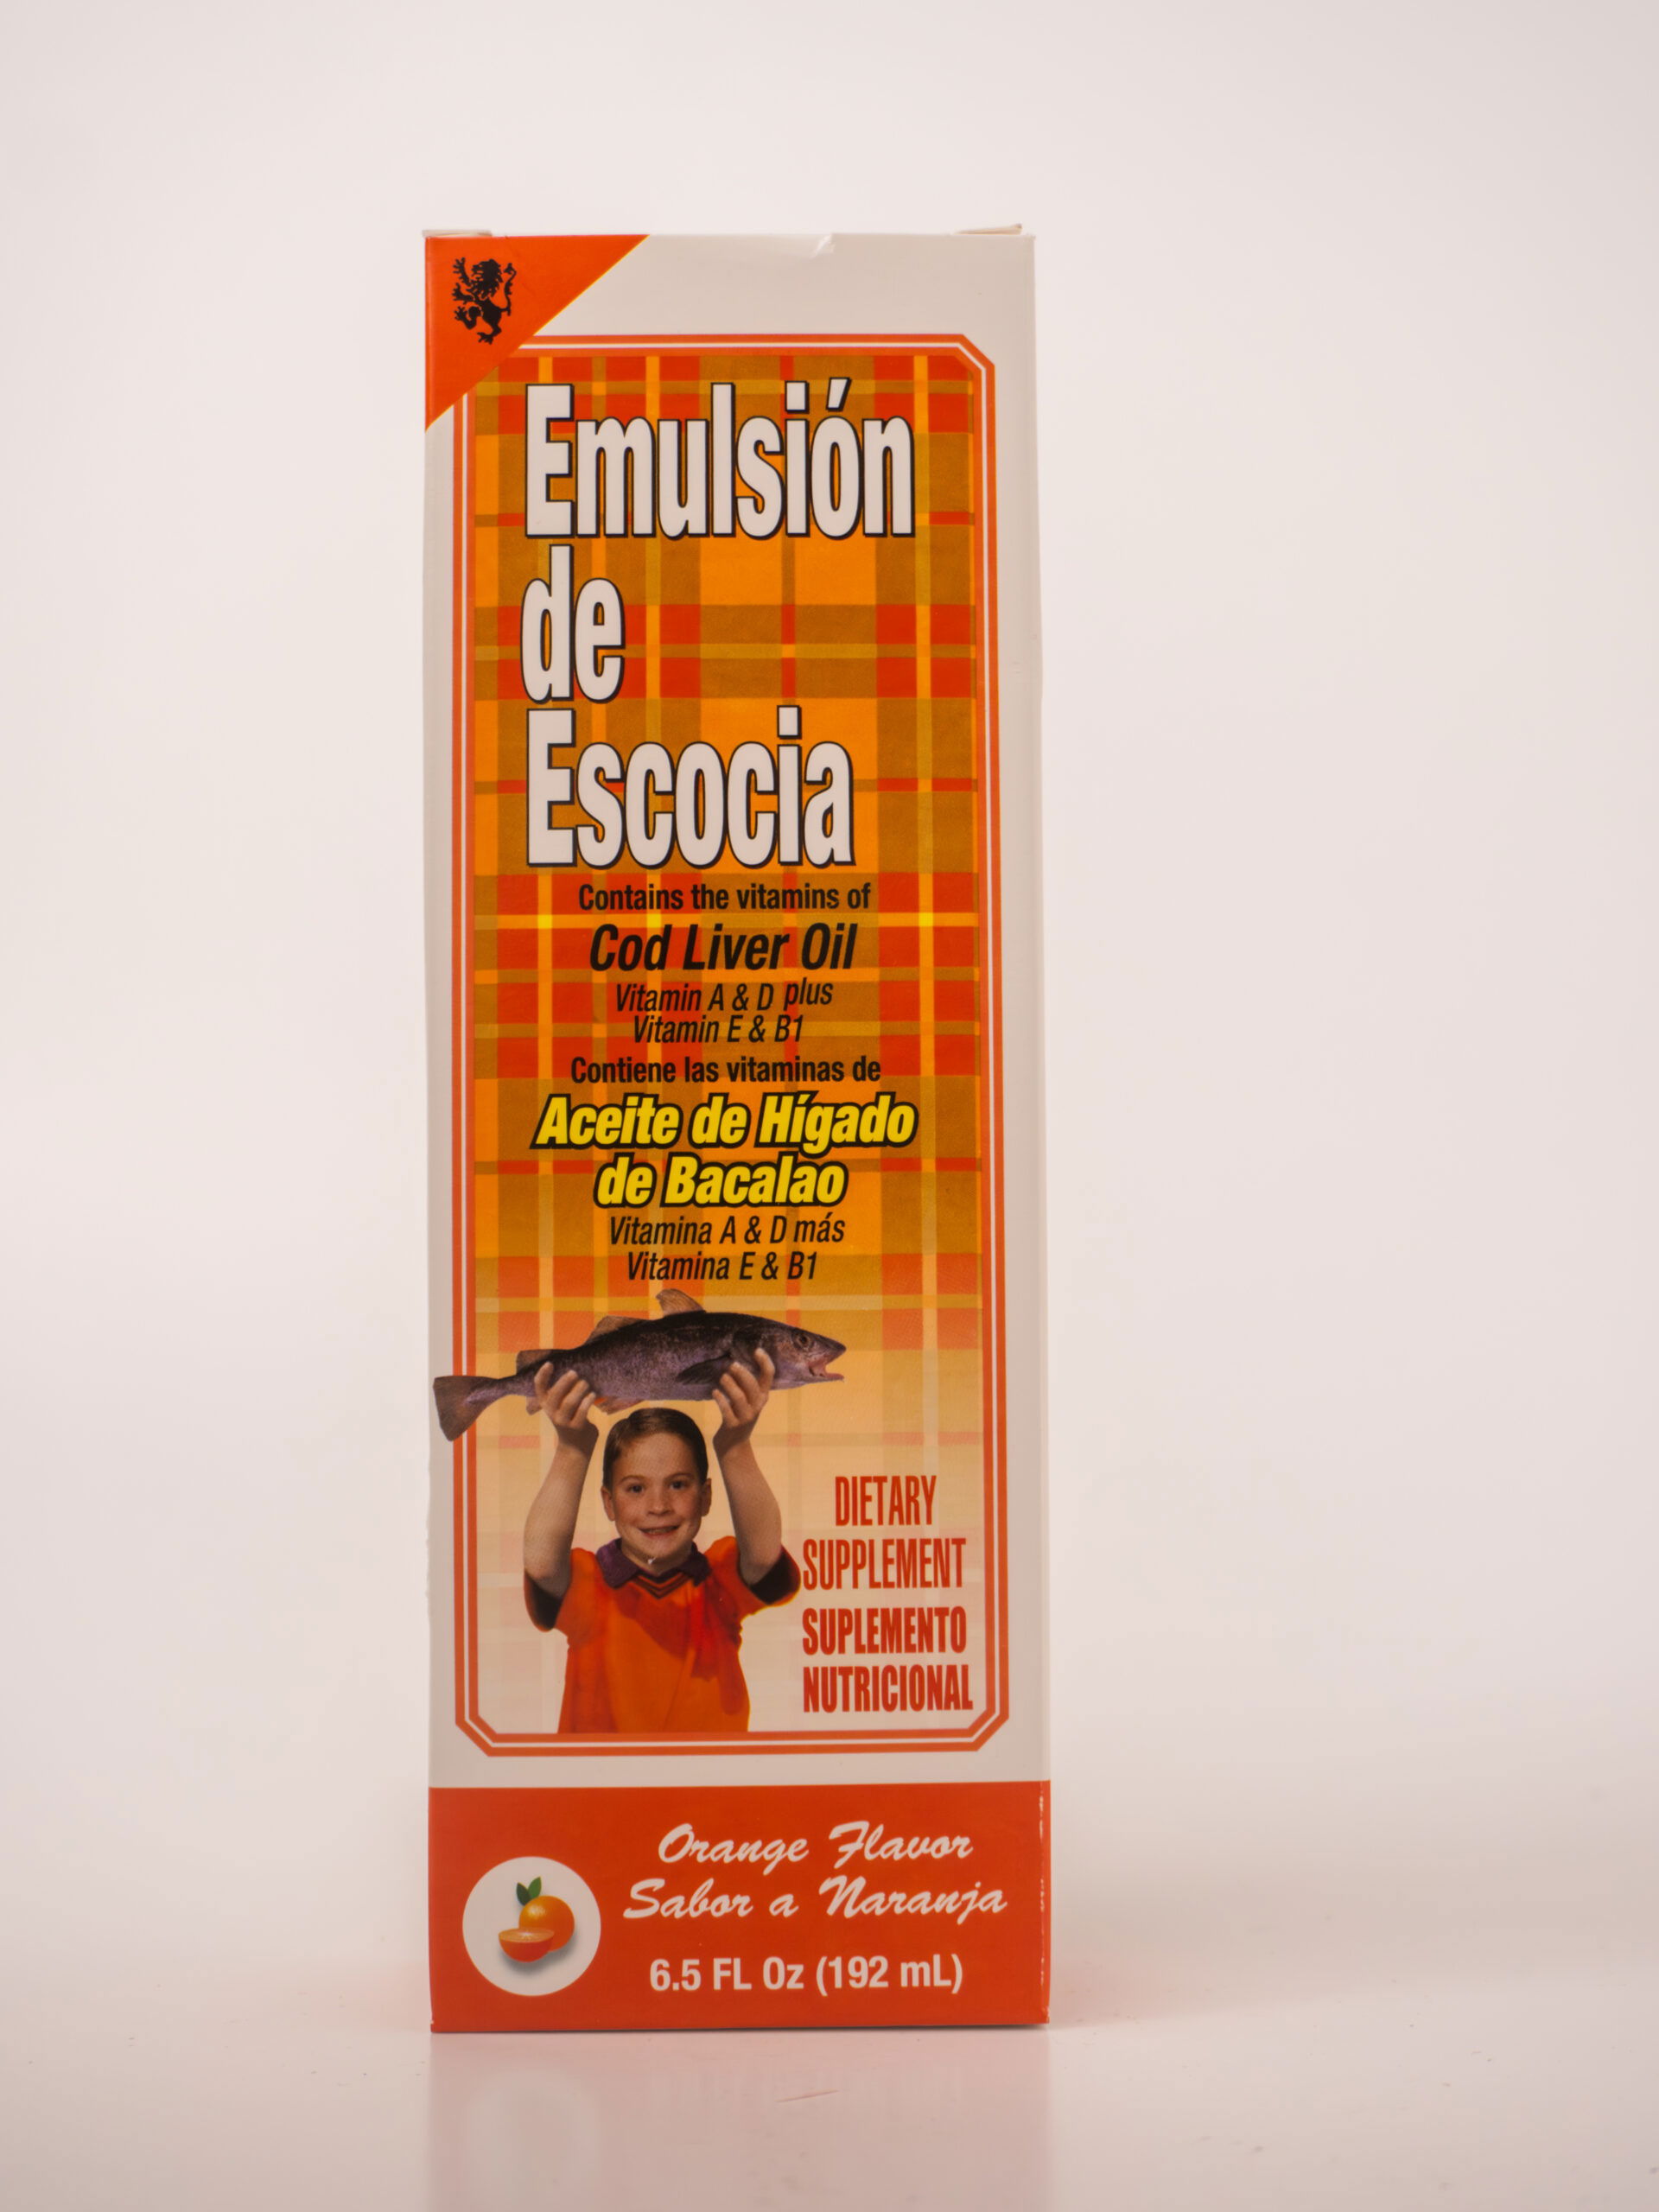 Emulsión
de
Escocia
Contains the vitamins of
Cod Liver Oil
Vitamin A & D plus
Vitamin E & B1
Contiene las vitaminas de
Aceite de Hígado
de Bacalao
Vitamina A & D más
Vitamina E & B1
DIETARY
SUPPLEMENT
SUPLEMENTO
NUTRICIONAL
Orange Flavor
Sabor a Naranja
6.5 FL Oz (192 mL)